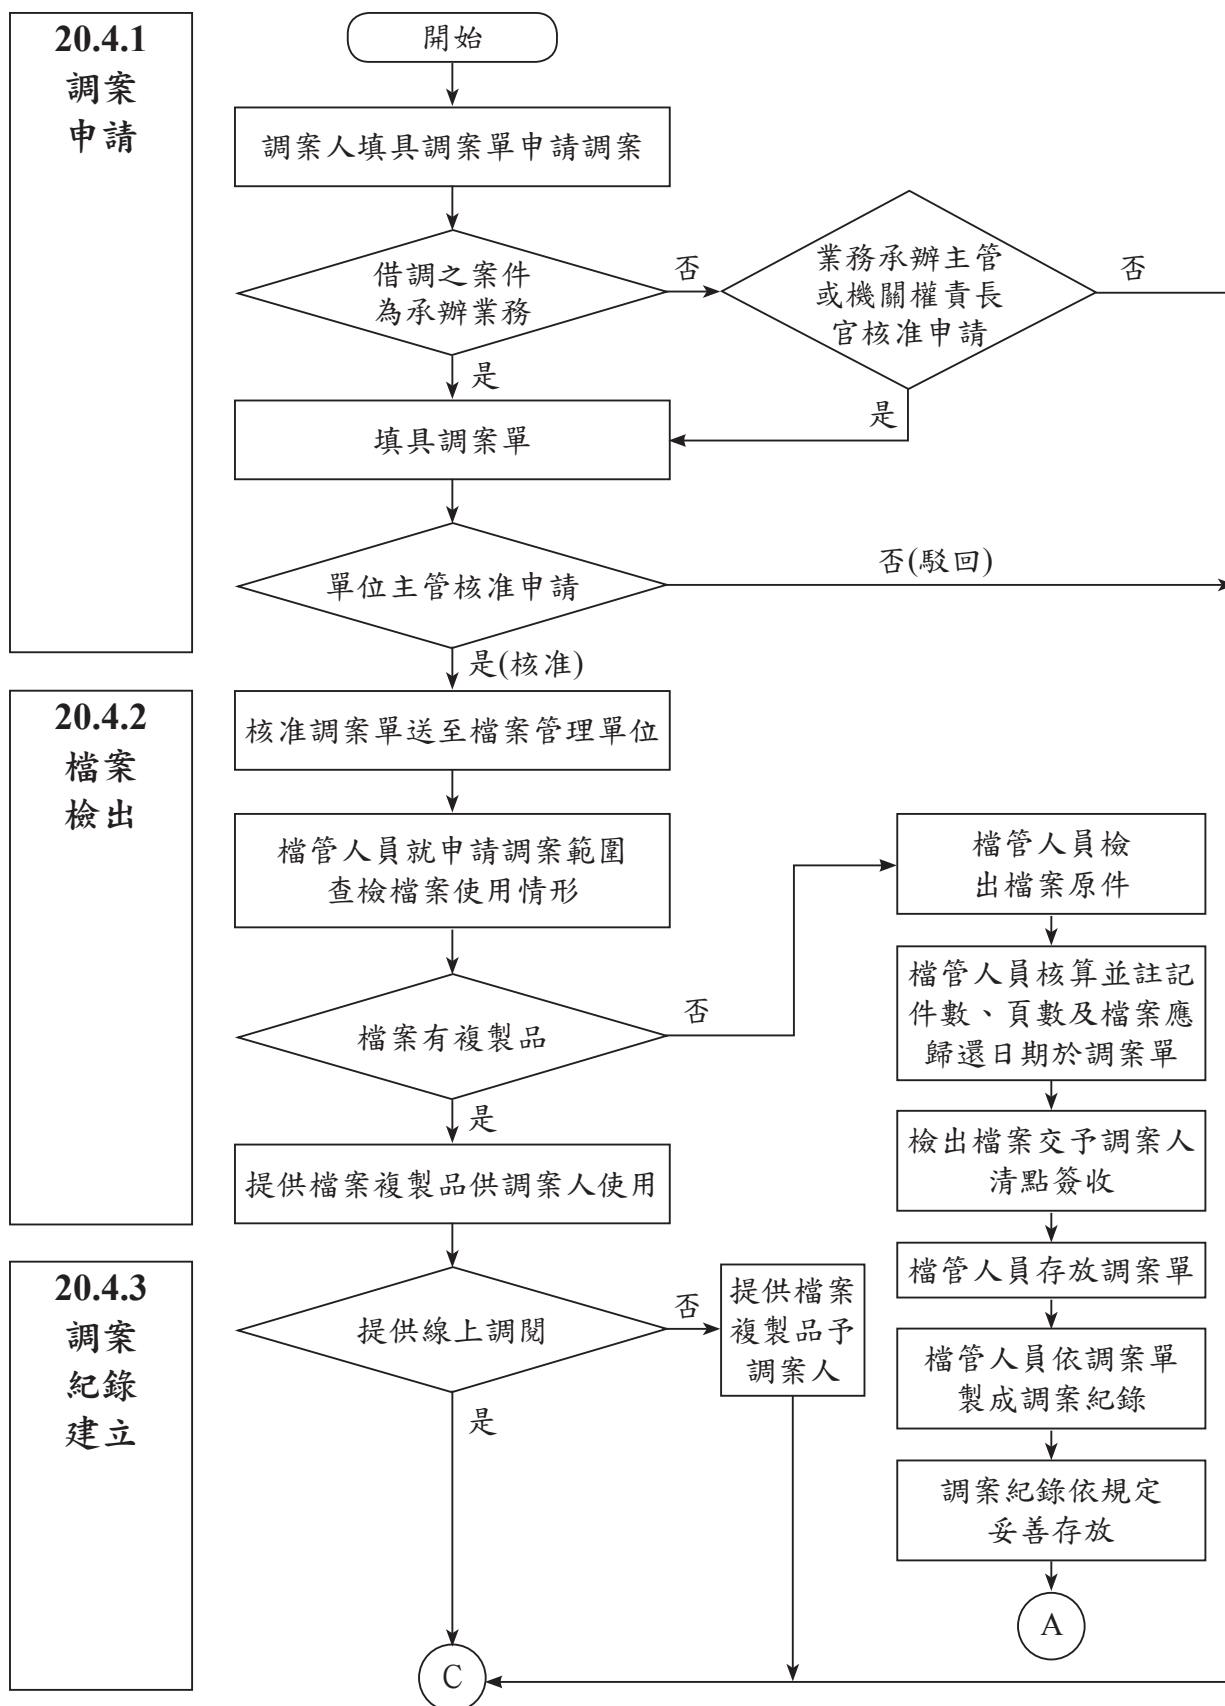 20.4.1
調案
申請
開始
調案人填具調案單申請調案
借調之案件
為承辦業務
否
業務承辦主管
或機關權責長
官核准申請
否
是
是
填具調案單
單位主管核准申請
否(駁回)
是(核准)
20.4.2
檔案
檢出
核准調案單送至檔案管理單位
檔管人員就申請調案範圍
查檢檔案使用情形
檔案有複製品
否
是
提供檔案複製品供調案人使用
檔管人員檢
出檔案原件
檔管人員核算並註記
件數、頁數及檔案應
歸還日期於調案單
檢出檔案交予調案人
清點簽收
檔管人員存放調案單
20.4.3
調案
紀錄
建立
提供線上調閱
否
提供檔案
複製品予
調案人
是
檔管人員依調案單
製成調案紀錄
調案紀錄依規定
妥善存放
A
C